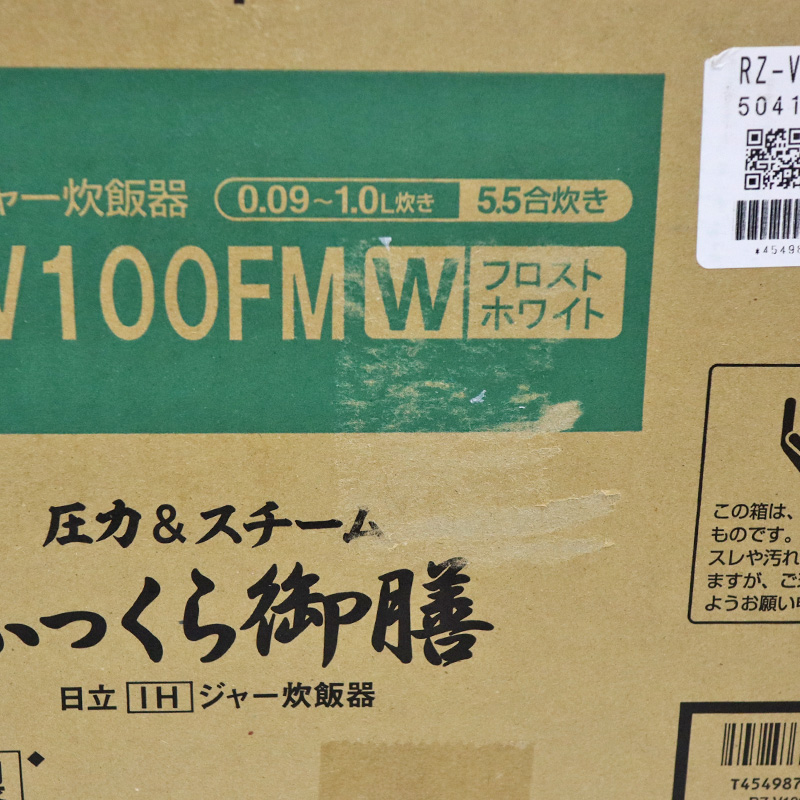 ャー炊飯器 0.09~1.0L炊き 5.5合炊き
V100FM W フロスト
ホワイト
圧力&スチーム
ふっくら御膳
日立 IH ジャー炊飯器
RZ-V
5041
*45498
この箱は、
ものです。
スレや汚れ
ますが、ご
ようお願い申
T454987